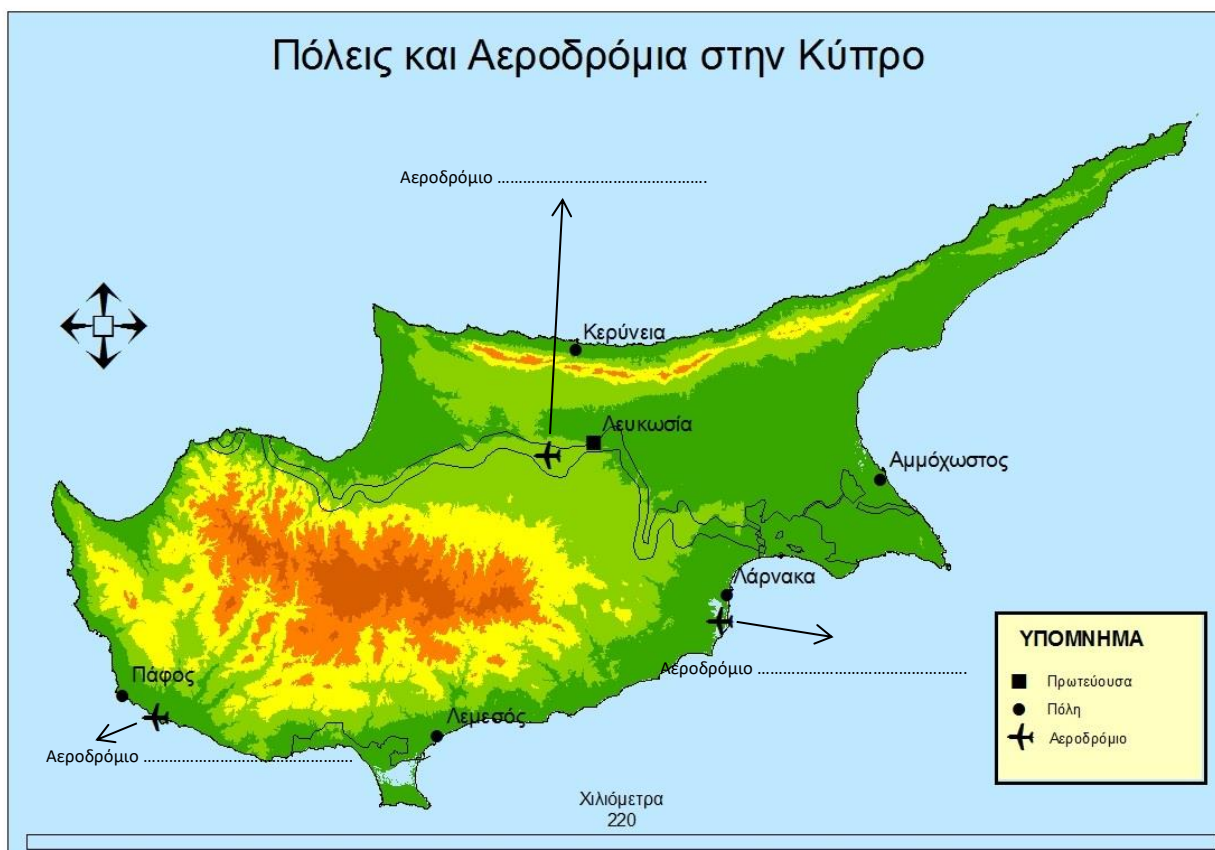 Πόλεις και Αεροδρόμια στην Κύπρο
Αεροδρόμιο ……………………………………………
Κερύνεια
Λευκωσία
Αμμόχωστος
Λάρνακα
Αεροδρόμιο ……………………………………………
Πάφος
Λεμεσός
Αεροδρόμιο ……………………………………………
ΥΠΟΜΝΗΜΑ
Πρωτεύουσα
Πόλη
Αεροδρόμιο
Χιλιόμετρα
220